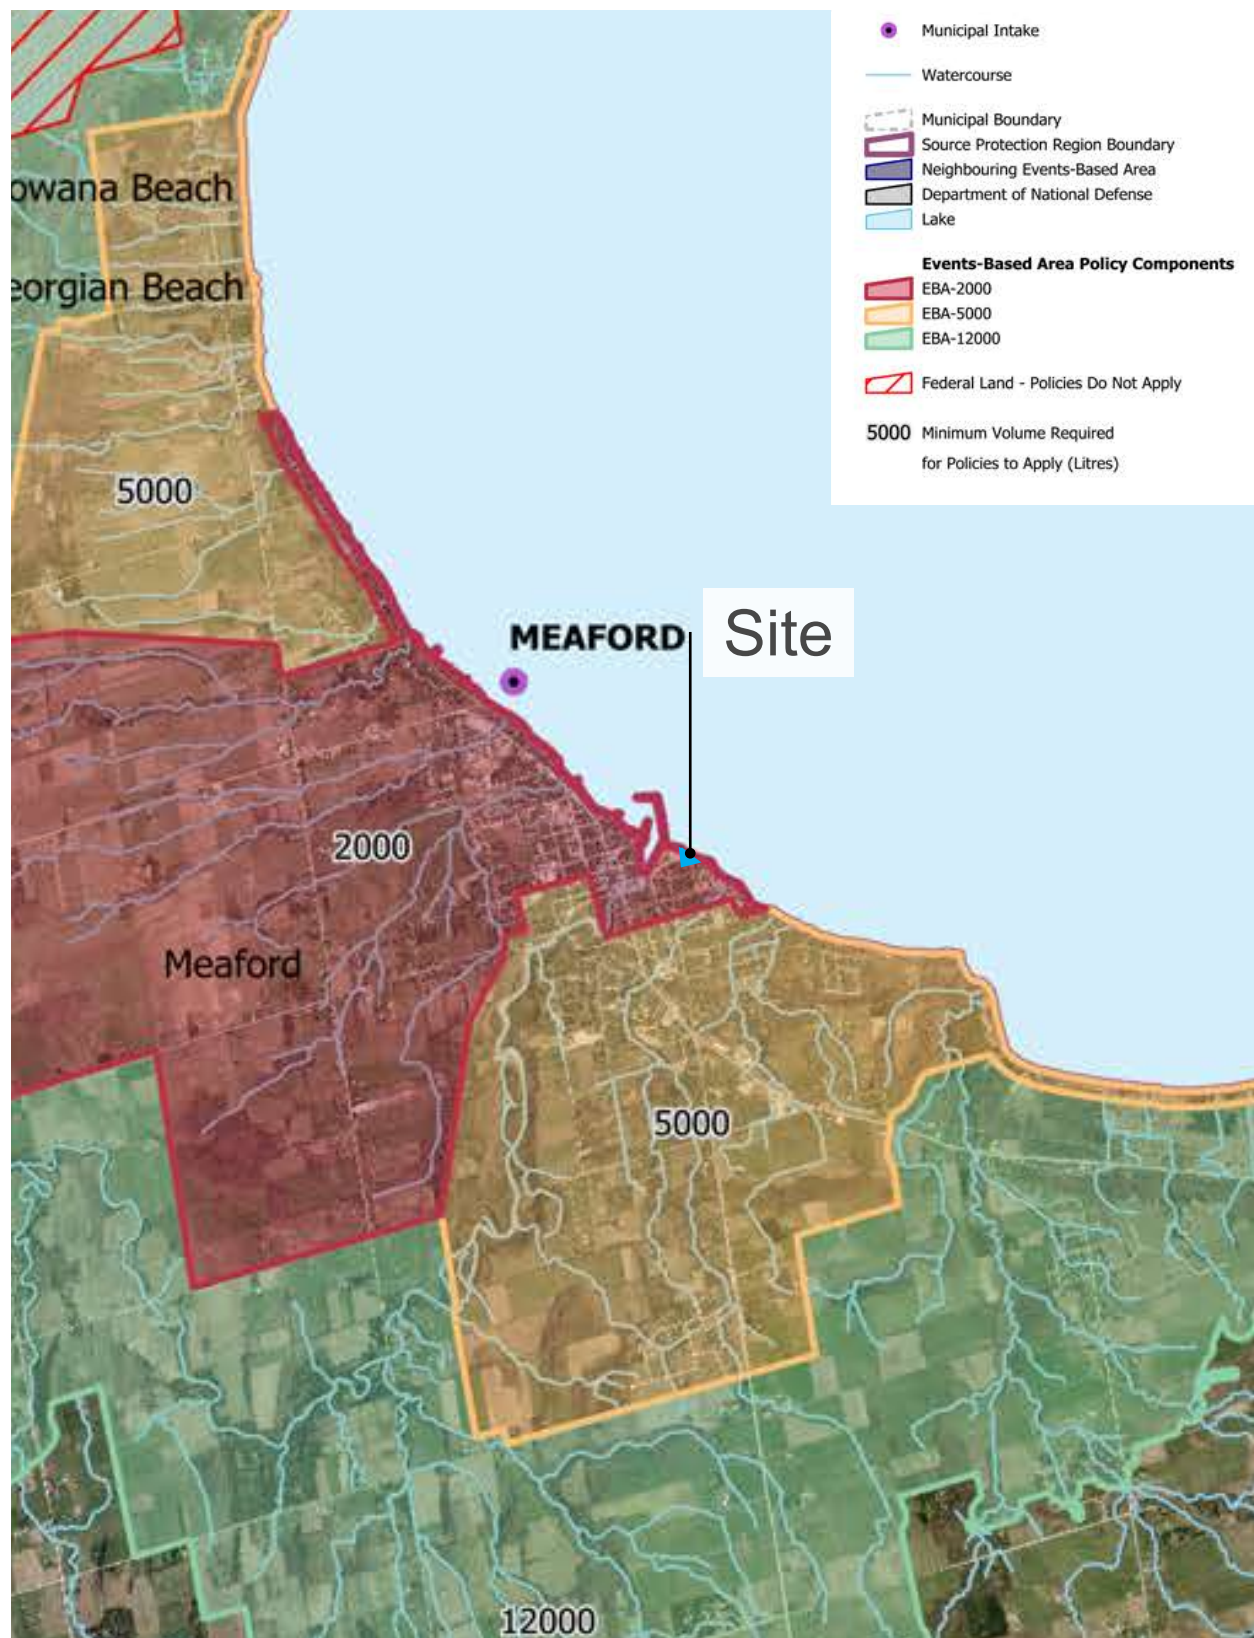 Municipal Intake
Watercourse
Municipal Boundary
Source Protection Region Boundary
Neighbouring Events-Based Area
Department of National Defense
Lake
Events-Based Area Policy Components
EBA-2000
EBA-5000
EBA-12000
Federal Land - Policies Do Not Apply
5000 Minimum Volume Required
for Policies to Apply (Litres)
owana Beach
eorgian Beach
5000
MEAFORD
Site
2000
Meaford
5000
12000